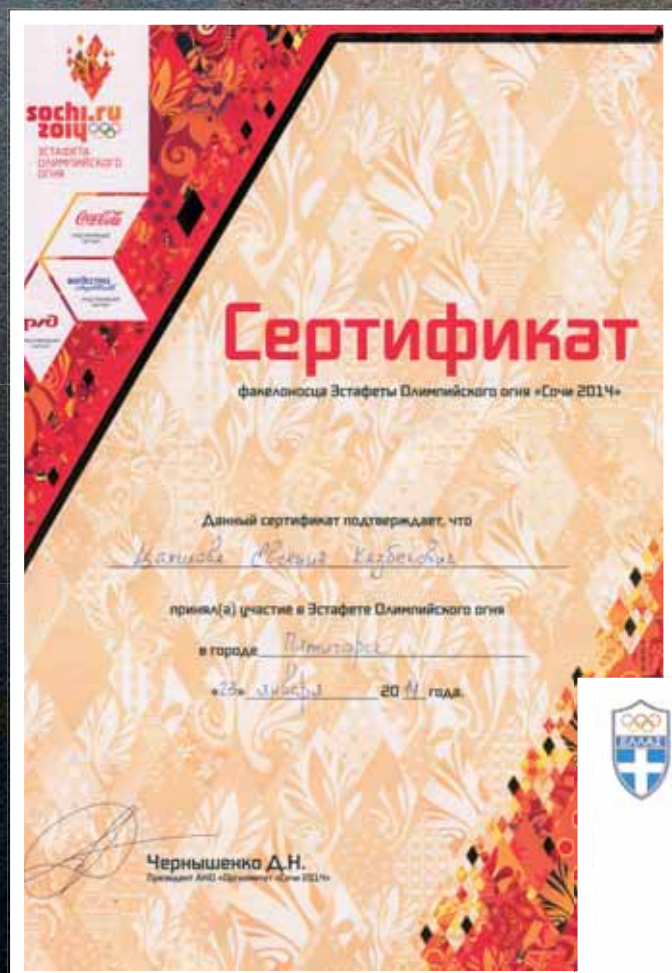 sochi.ru
2014
ЭСТАФЕТА
ОЛИМПИЙСКОГО
ОГНЯ
Coca-Cola
ржд
Сертификат
факелоносца Эстафеты Олимпийского огня «Сочи 2014»
Данный сертификат подтверждает, что
принял(а) участие в Эстафете Олимпийского огня
в городе Пятигорск
«23» января 2014 года.
Чернышенко Д.Н.
Президент АНО «Оргкомитет «Сочи 2014»
ΕΛΛΑΣ